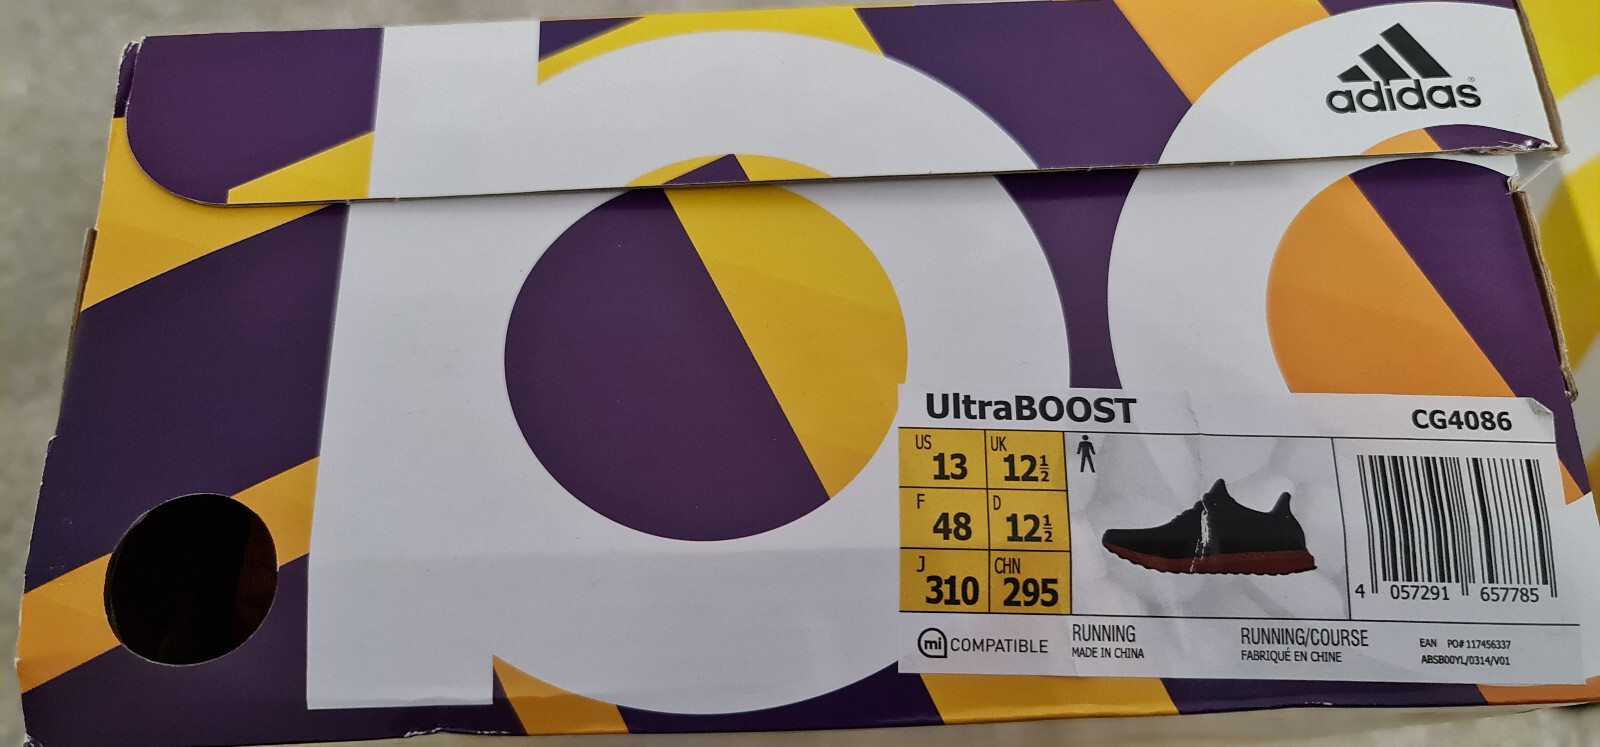 adidas
UltraBOOST
CG4086
US 13
UK 12½
F 48
D 12½
J 310
CHN 295
mi COMPATIBLE
RUNNING
MADE IN CHINA
RUNNING/COURSE
FABRIQUÉ EN CHINE
4 057291 657785
EAN PO# 117456337
ABSB00YL/0314/V01